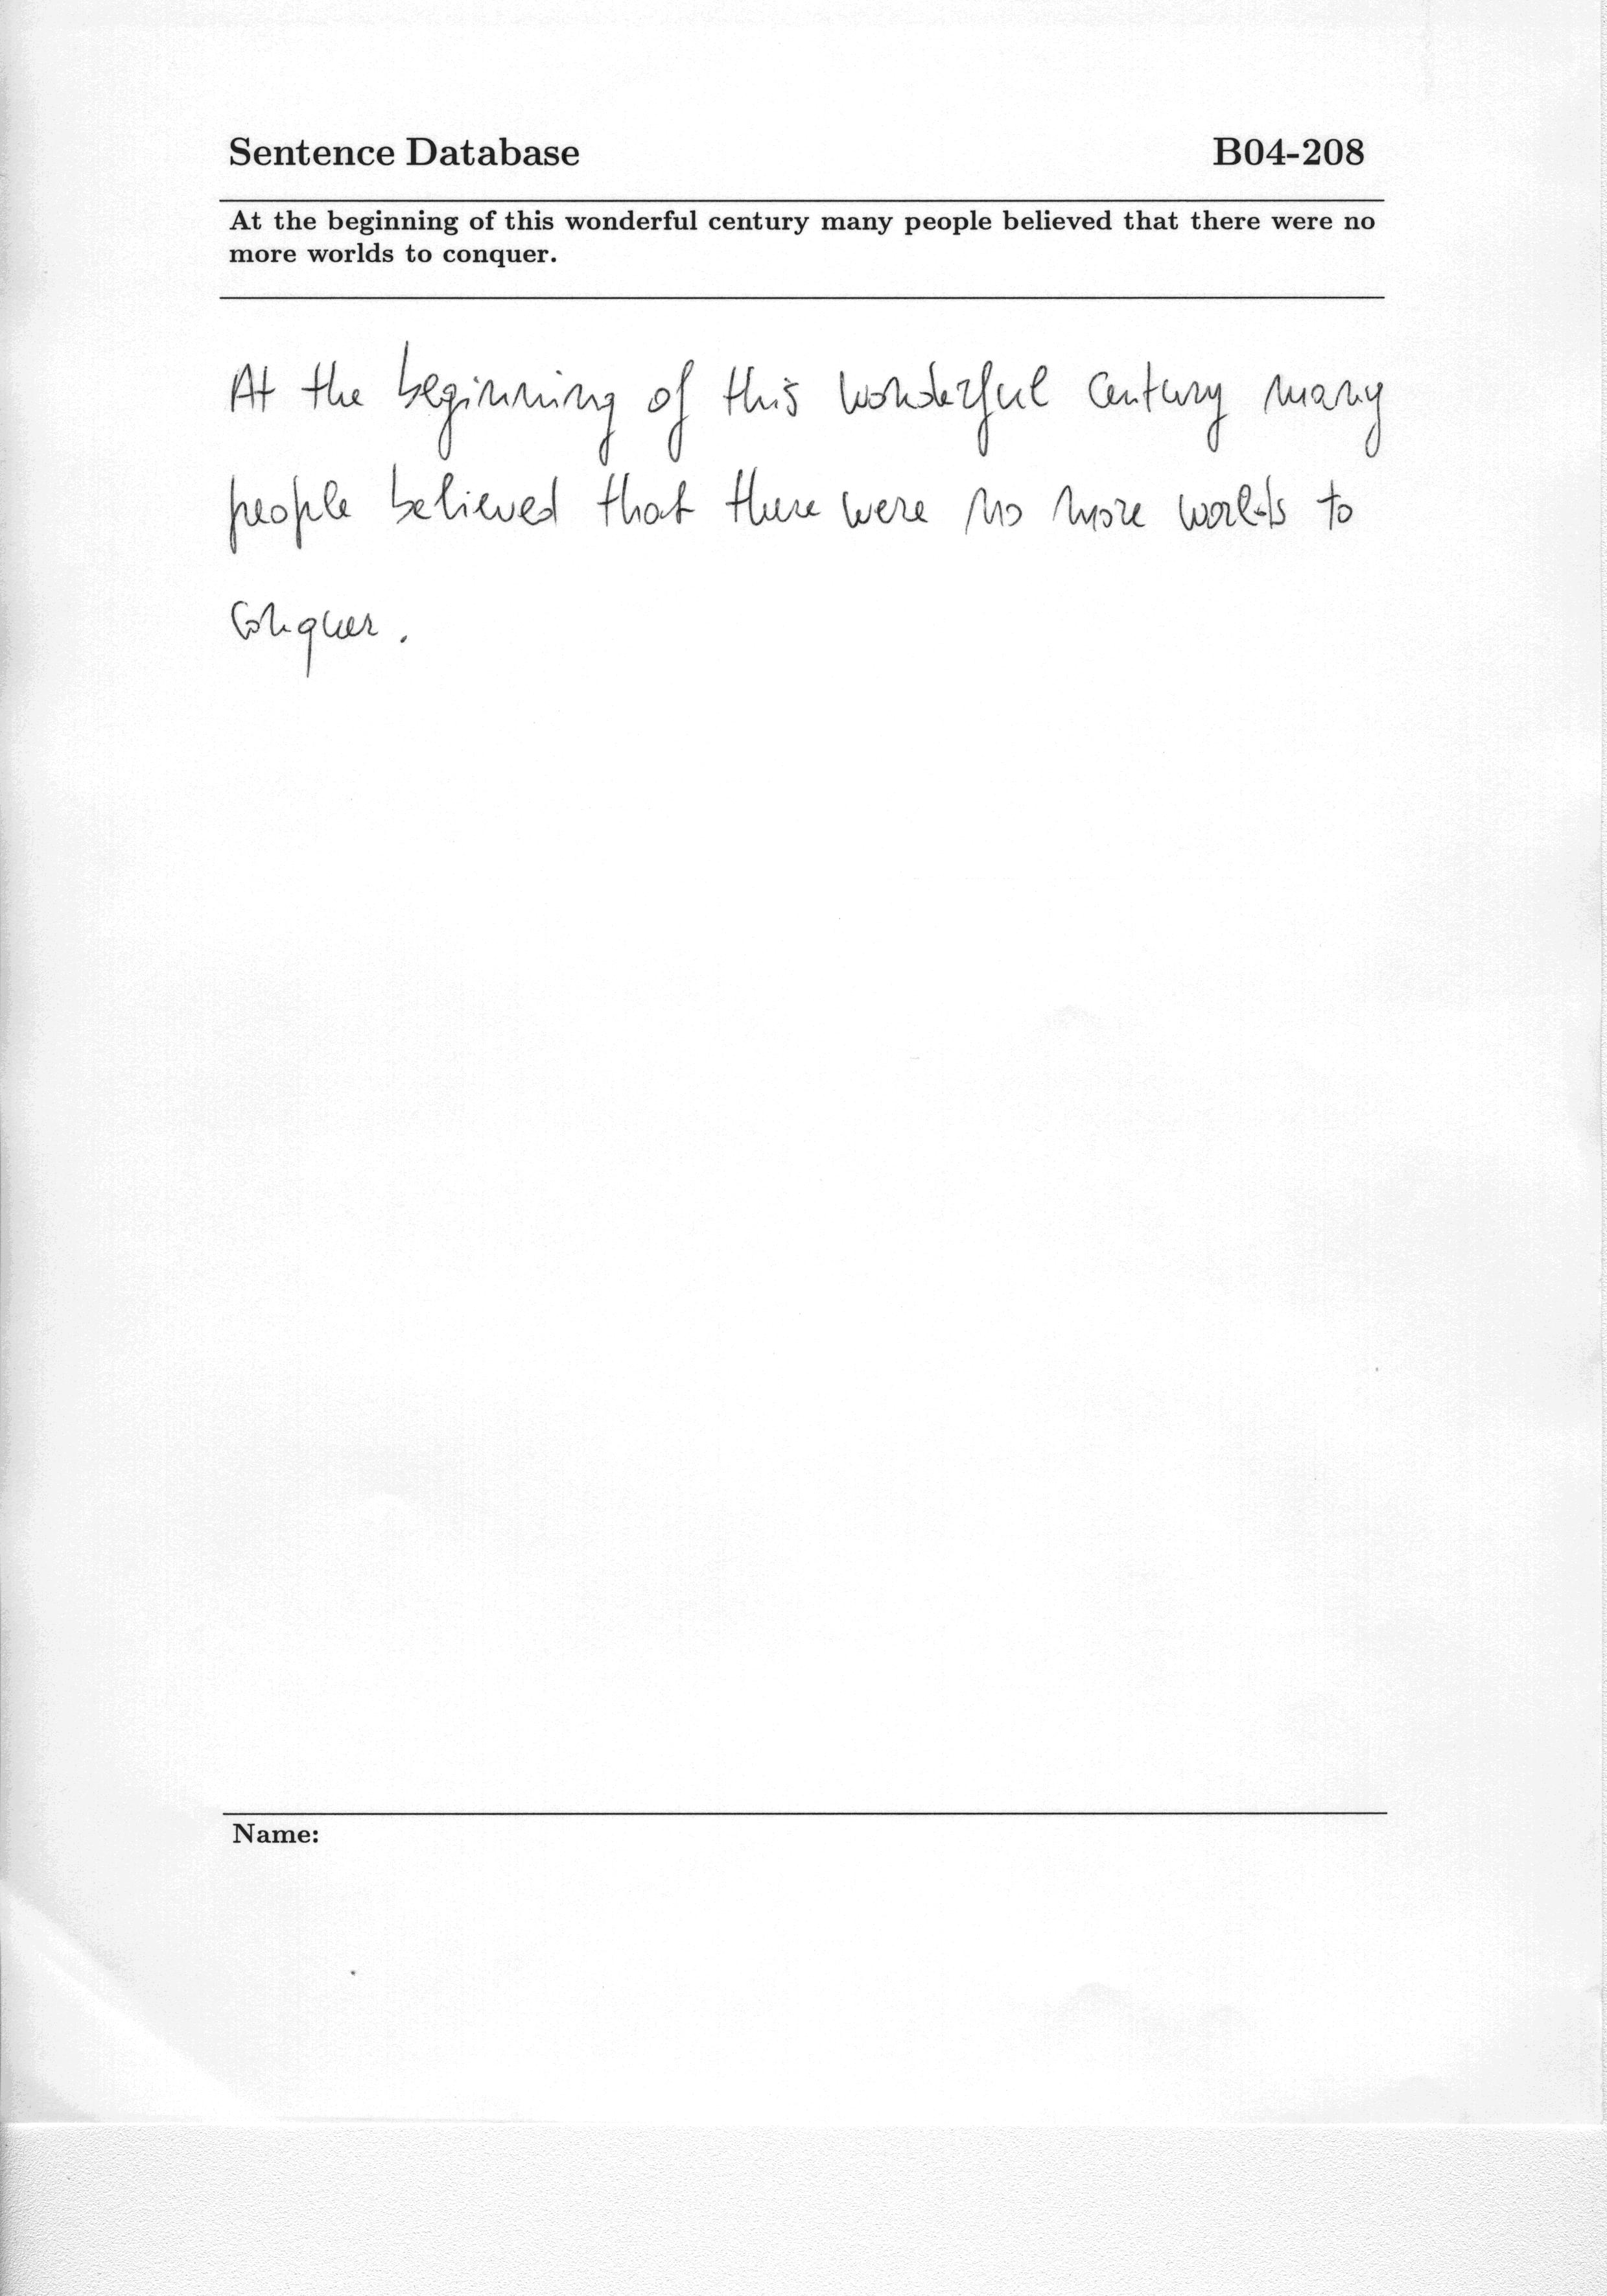 Sentence Database B04-208
At the beginning of this wonderful century many people believed that there were no
more worlds to conquer.
At the beginning of this wonderful century many
people believed that there were no more worlds to
conquer.
Name: